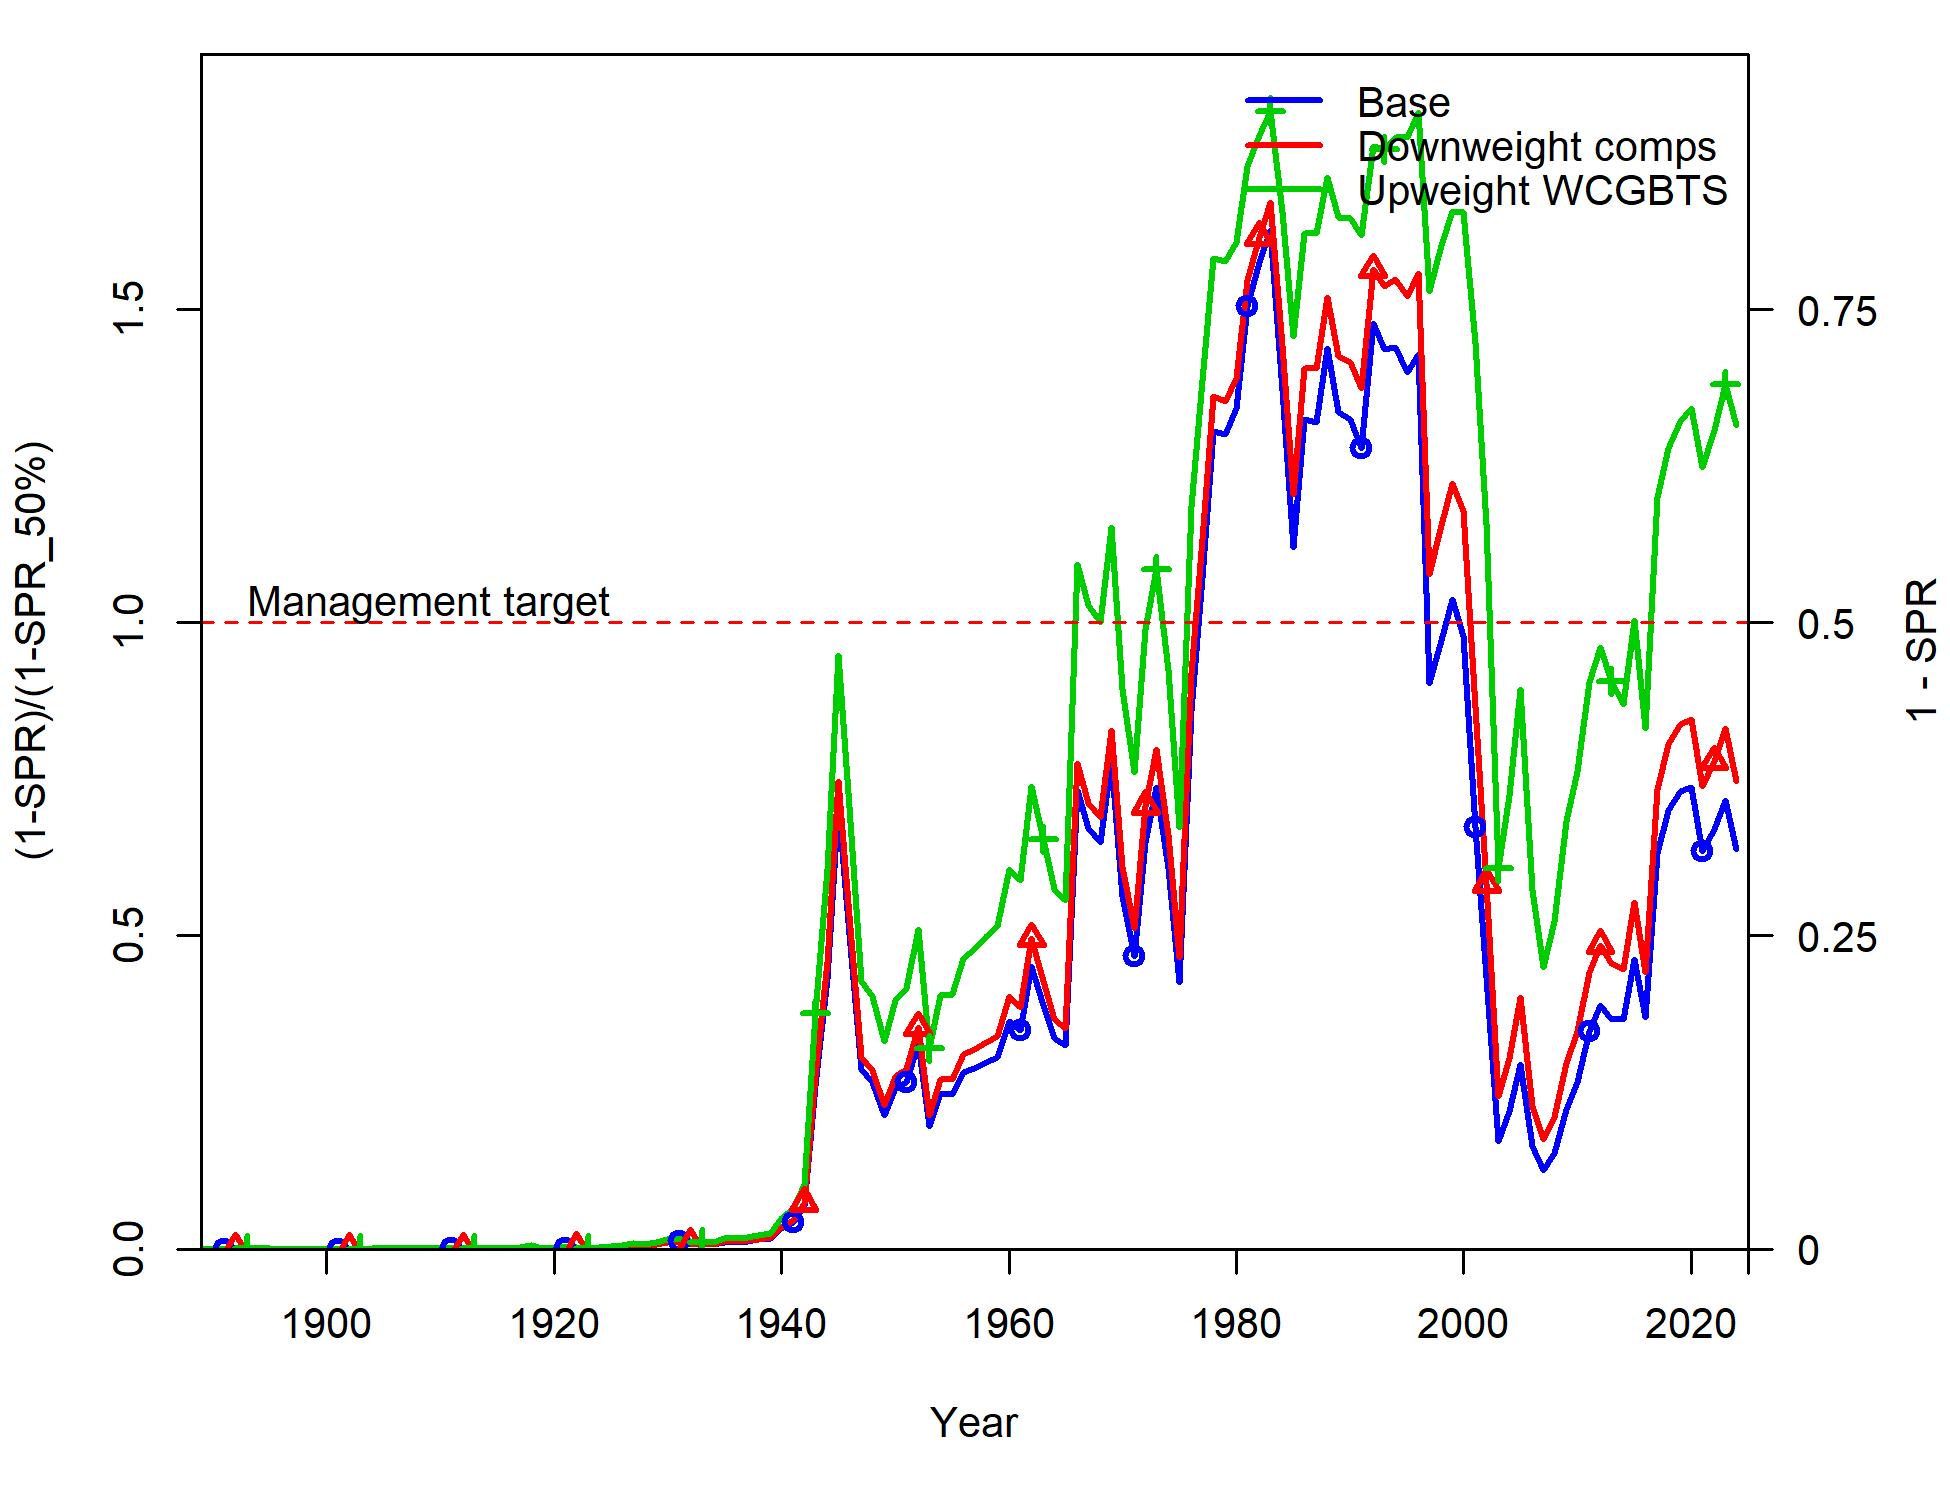 Base
Downweight comps
Upweight WCGBTS
Management target
(1-SPR)/(1-SPR_50%)
0.0
0.5
1.0
1.5
1 - SPR
0
0.25
0.5
0.75
1900
1920
1940
1960
1980
2000
2020
Year